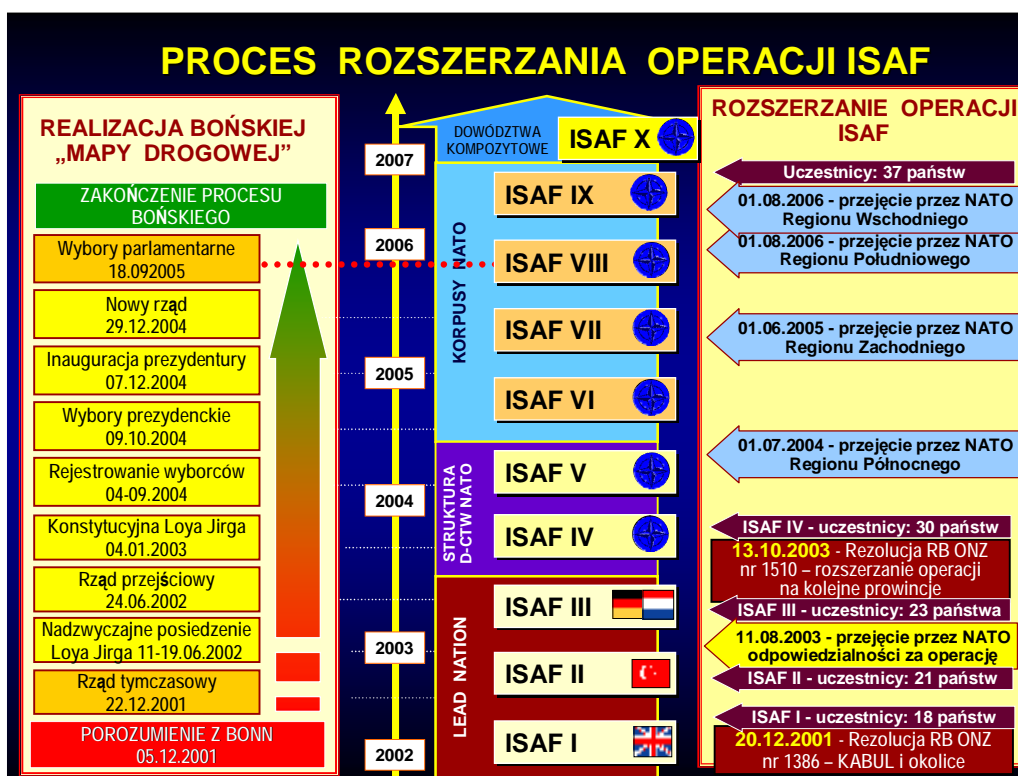 PROCES ROZSZERZANIA OPERACJI ISAF
REALIZACJA BOŃSKIEJ
„MAPY DROGOWEJ”
ZAKOŃCZENIE PROCESU
BOŃSKIEGO
Wybory parlamentarne
18.092005
Nowy rząd
29.12.2004
Inauguracja prezydentury
07.12.2004
Wybory prezydenckie
09.10.2004
Rejestrowanie wyborców
04-09.2004
Konstytucyjna Loya Jirga
04.01.2003
Rząd przejściowy
24.06.2002
Nadzwyczajne posiedzenie
Loya Jirga 11-19.06.2002
Rząd tymczasowy
22.12.2001
POROZUMIENIE Z BONN
05.12.2001
2007
2006
2005
2004
2003
2002
DOWÓDZTWA
KOMPOZYTOWE
ISAF X
KORPUSY NATO
ISAF IX
ISAF VIII
ISAF VII
ISAF VI
STRUKTURA
D-CTW NATO
ISAF V
ISAF IV
LEAD NATION
ISAF III
ISAF II
ISAF I
ROZSZERZANIE OPERACJI
ISAF
Uczestnicy: 37 państw
01.08.2006 - przejęcie przez NATO
Regionu Wschodniego
01.08.2006 - przejęcie przez NATO
Regionu Południowego
01.06.2005 - przejęcie przez NATO
Regionu Zachodniego
01.07.2004 - przejęcie przez NATO
Regionu Północnego
ISAF IV - uczestnicy: 30 państw
13.10.2003 - Rezolucja RB ONZ
nr 1510 – rozszerzanie operacji
na kolejne prowincje
ISAF III - uczestnicy: 23 państwa
11.08.2003 - przejęcie przez NATO
odpowiedzialności za operację
ISAF II - uczestnicy: 21 państw
ISAF I - uczestnicy: 18 państw
20.12.2001 - Rezolucja RB ONZ
nr 1386 – KABUL i okolice